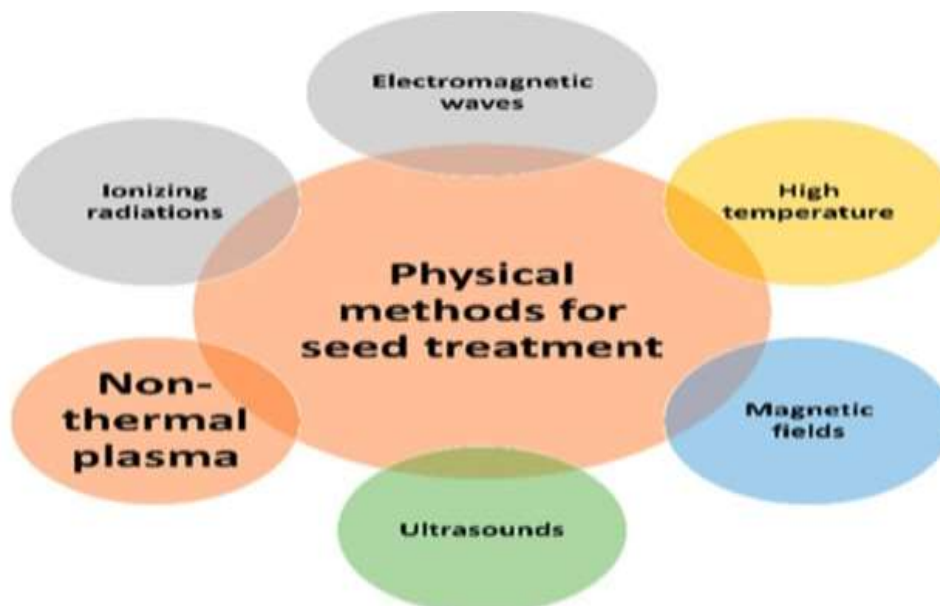 Electromagnetic
waves
Ionizing
radiations
High
temperature
Physical
methods for
seed treatment
Non-
thermal
plasma
Magnetic
fields
Ultrasounds